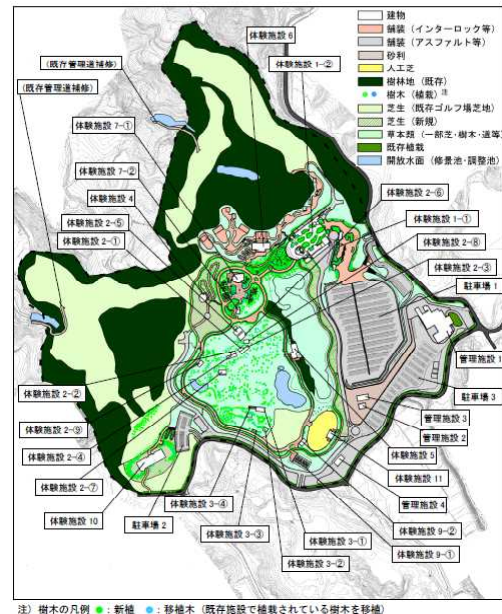 建物
舗装（インターロック等）
舗装（アスファルト等）
砂利
人工芝
樹林地（既存）
樹木（植栽）注
芝生（既存ゴルフ場芝地）
芝生（新規）
草本類（一部芝・樹木・道等）
既存植栽
開放水面（修景池・調整池）
体験施設 6
体験施設 1-②
（既存管理道補修）
（既存管理道補修）
体験施設 7-①
体験施設 7-②
体験施設 4
体験施設 2-⑤
体験施設 2-①
体験施設 2-⑥
体験施設 1-①
体験施設 2-⑧
体験施設 2-③
駐車場 1
管理施設 1
駐車場 3
管理施設 3
管理施設 2
体験施設 5
体験施設 11
管理施設 4
体験施設 9-②
体験施設 9-①
体験施設 2-②
体験施設 2-⑨
体験施設 2-④
体験施設 2-⑦
体験施設 10
駐車場 2
体験施設 3-④
体験施設 3-③
体験施設 3-①
体験施設 3-②
注）樹木の凡例 ●：新植 ●：移植木（既存施設で植栽されている樹木を移植）